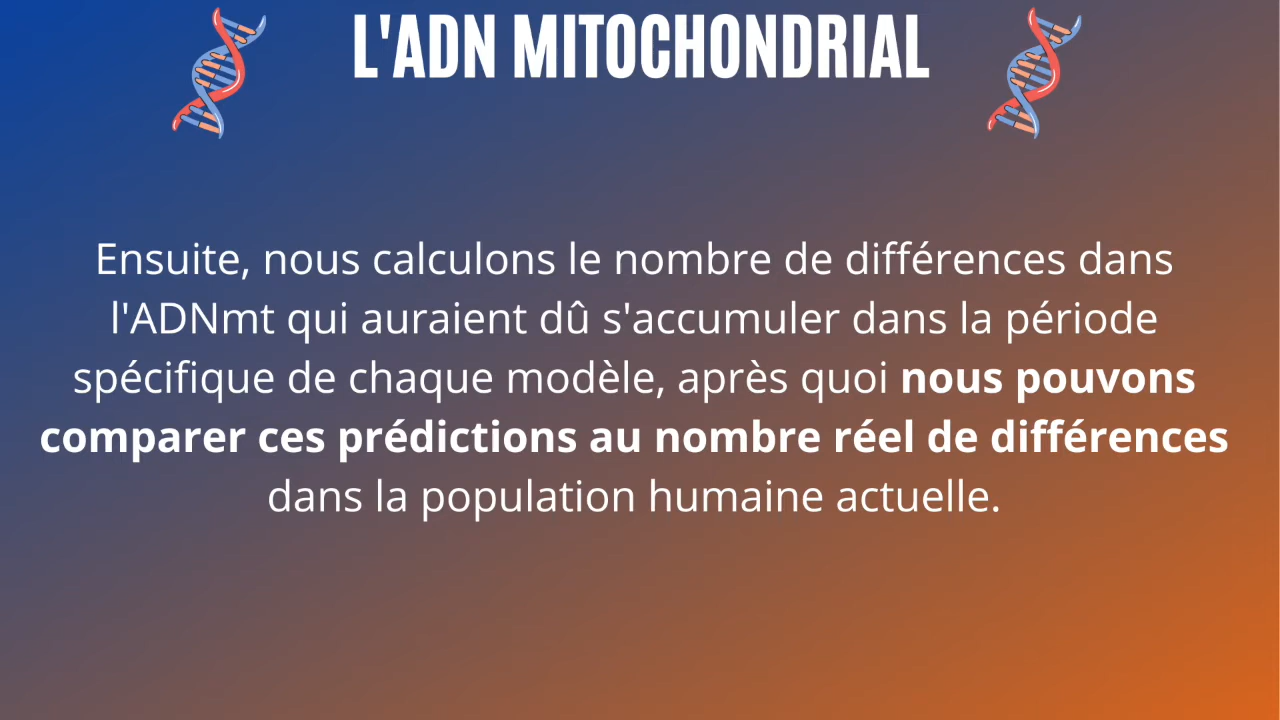 L'ADN MITOCHONDRIAL
Ensuite, nous calculons le nombre de différences dans
l'ADNmt qui auraient dû s'accumuler dans la période
spécifique de chaque modèle, après quoi nous pouvons
comparer ces prédictions au nombre réel de différences
dans la population humaine actuelle.